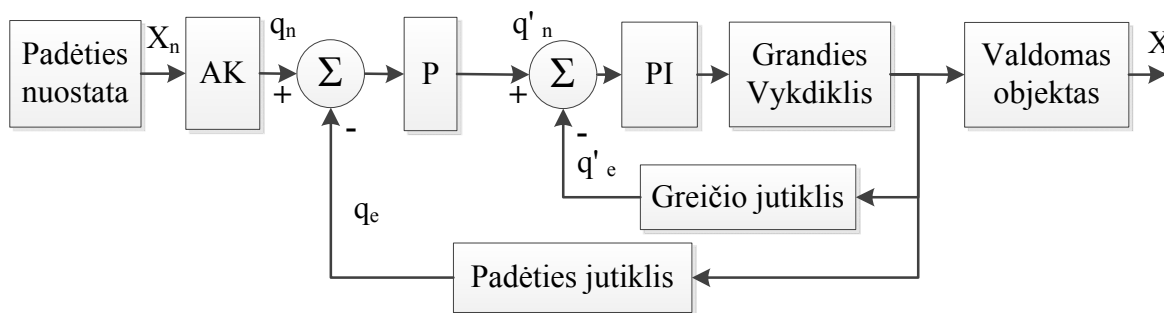 Padėties
nuostata
Xn
AK
qn
+
Σ
-
P
q'n
+
Σ
-
PI
Grandies
Vykdiklis
Valdomas
objektas
X
q'e
Greičio jutiklis
qe
Padėties jutiklis